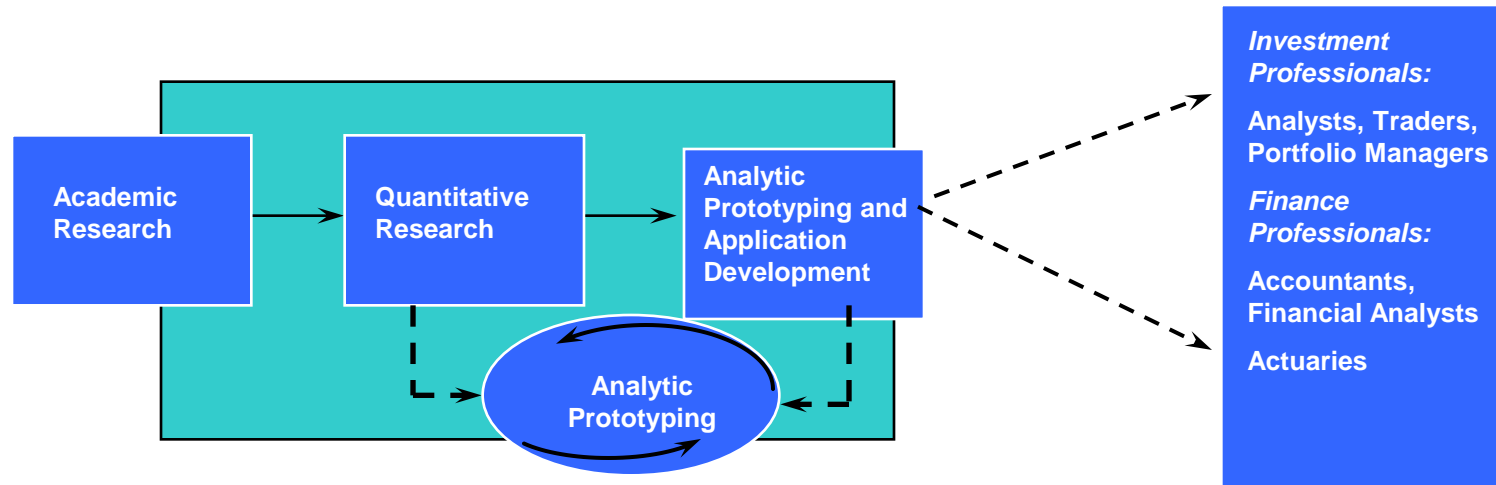 Academic
Research
Quantitative
Research
Analytic
Prototyping and
Application
Development
Analytic
Prototyping
Investment
Professionals:
Analysts, Traders,
Portfolio Managers
Finance
Professionals:
Accountants,
Financial Analysts
Actuaries